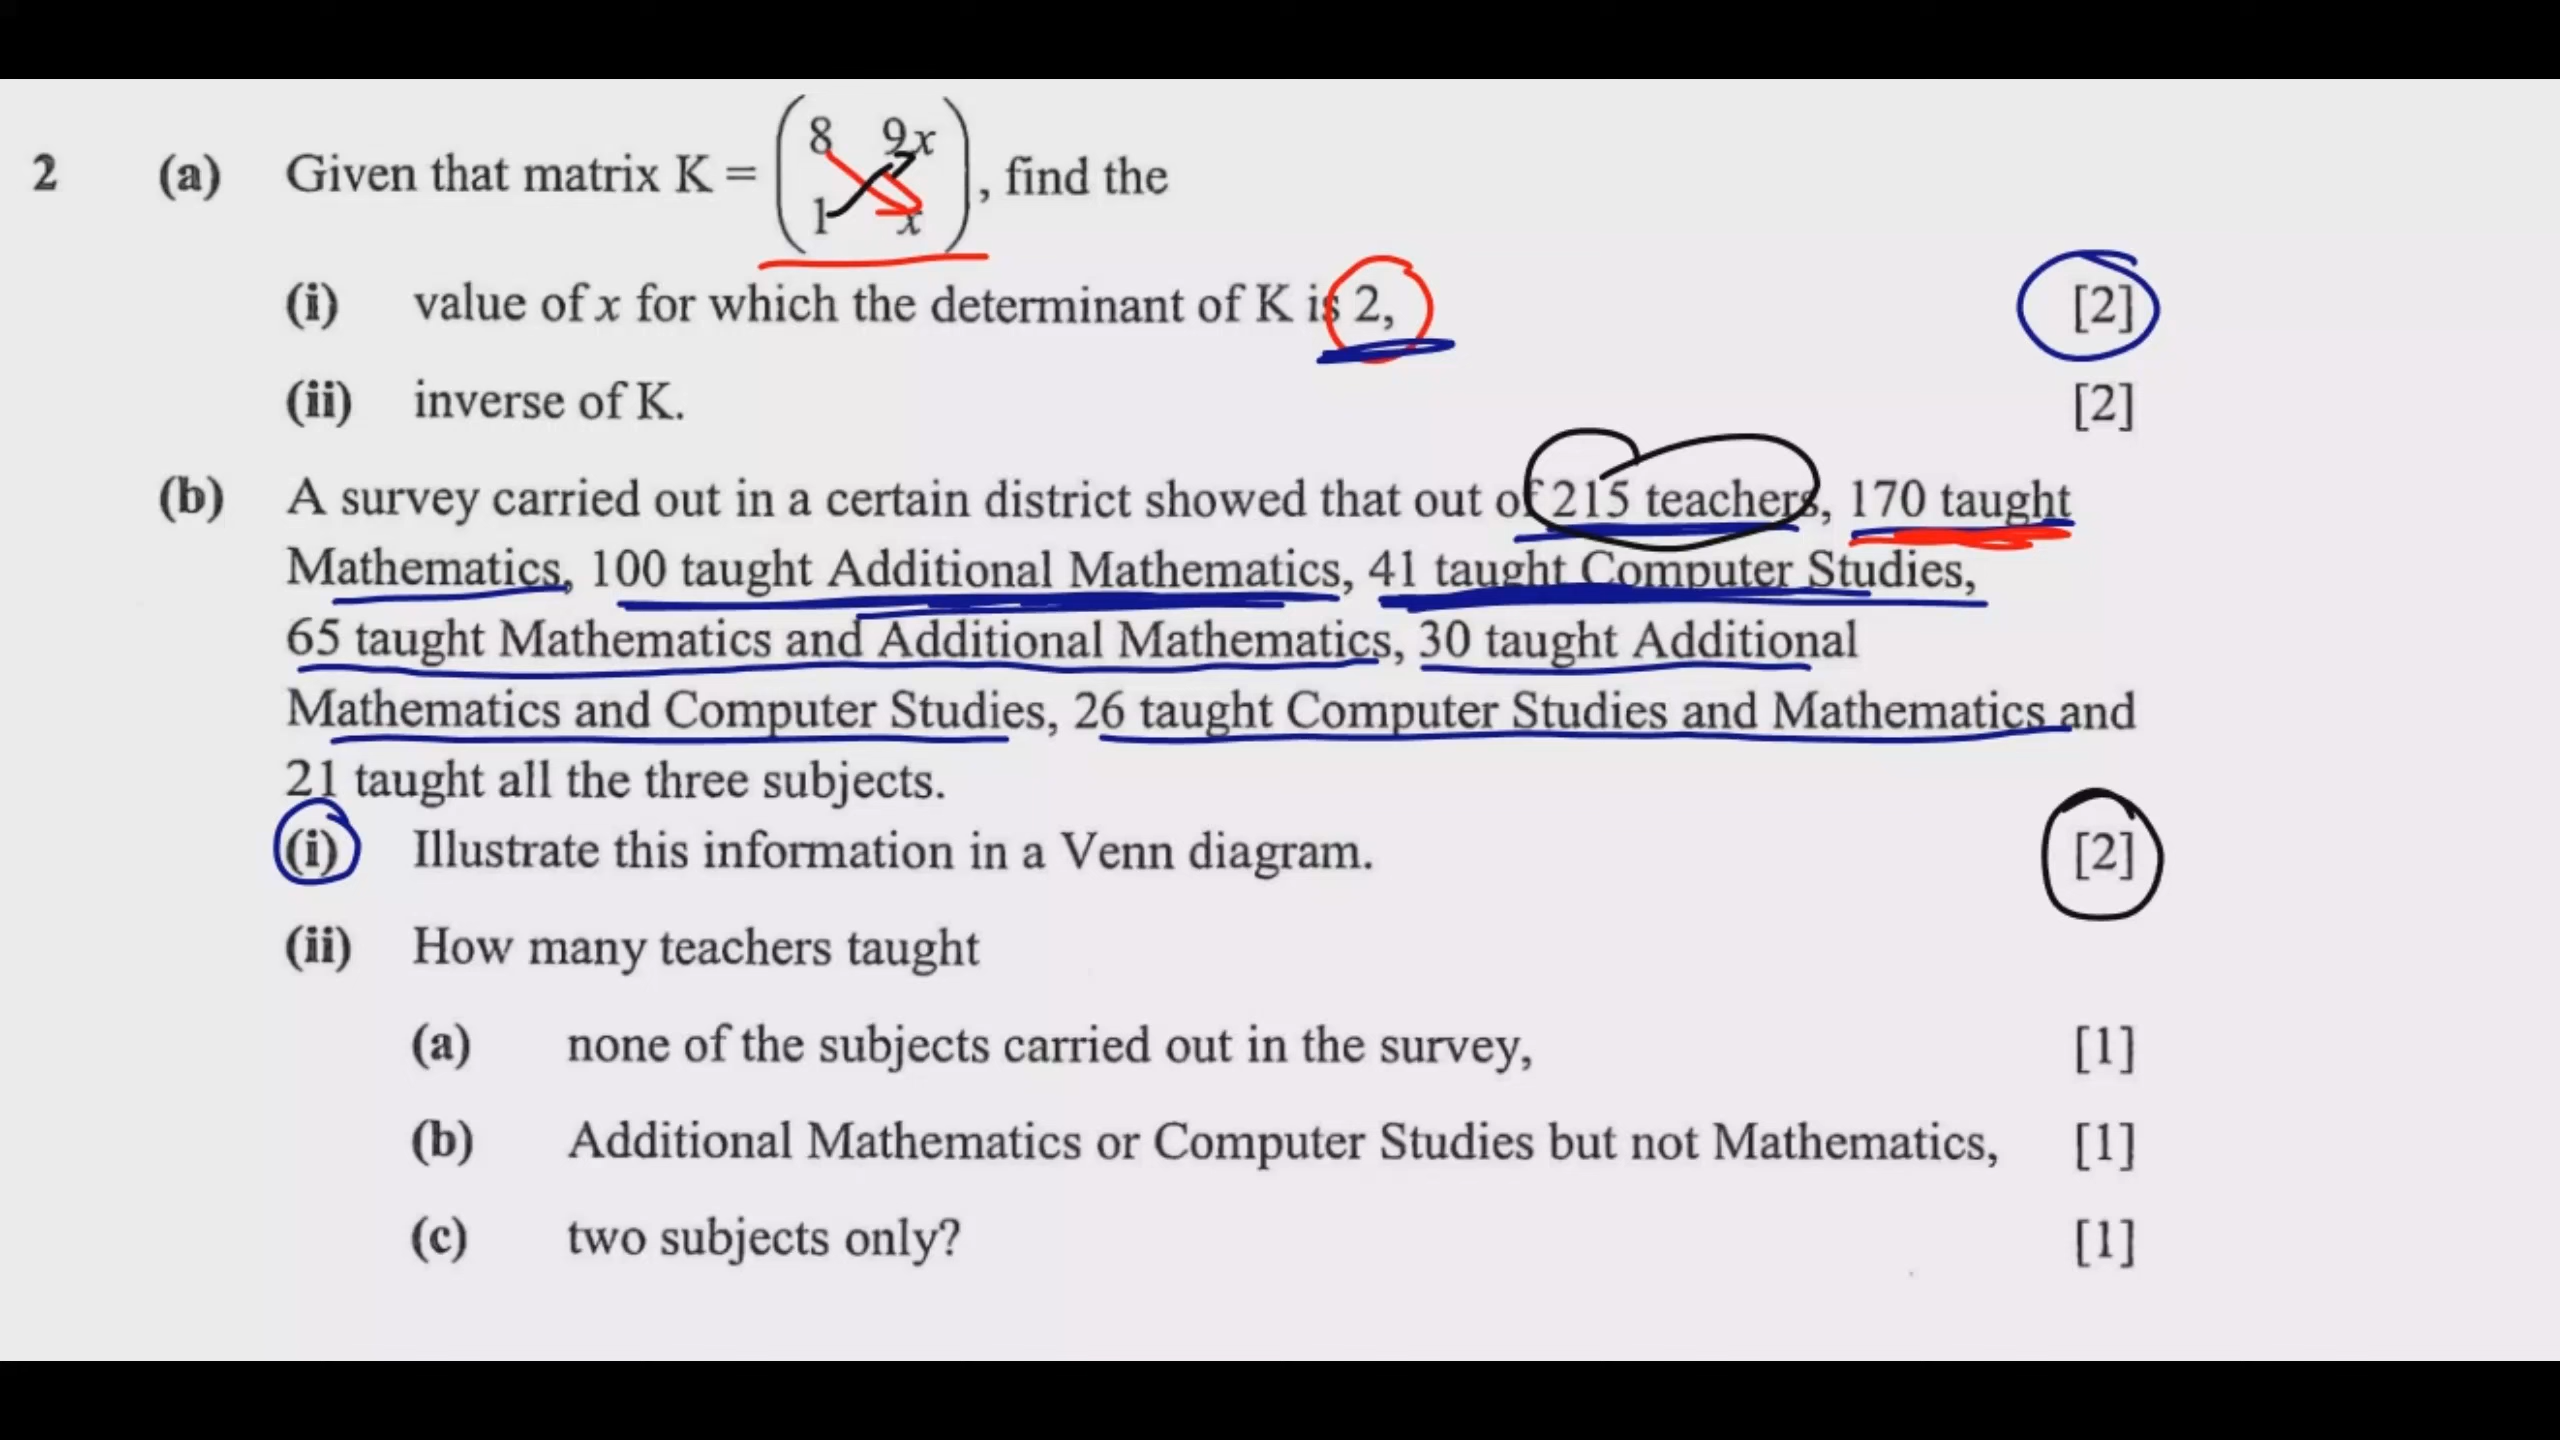 2 (a) Given that matrix K = ( 8 9x
1 x ) , find the
(i) value of x for which the determinant of K is 2, [2]
(ii) inverse of K. [2]
(b) A survey carried out in a certain district showed that out of 215 teachers, 170 taught
Mathematics, 100 taught Additional Mathematics, 41 taught Computer Studies,
65 taught Mathematics and Additional Mathematics, 30 taught Additional
Mathematics and Computer Studies, 26 taught Computer Studies and Mathematics and
21 taught all the three subjects.
(i) Illustrate this information in a Venn diagram. [2]
(ii) How many teachers taught
(a) none of the subjects carried out in the survey, [1]
(b) Additional Mathematics or Computer Studies but not Mathematics, [1]
(c) two subjects only? [1]